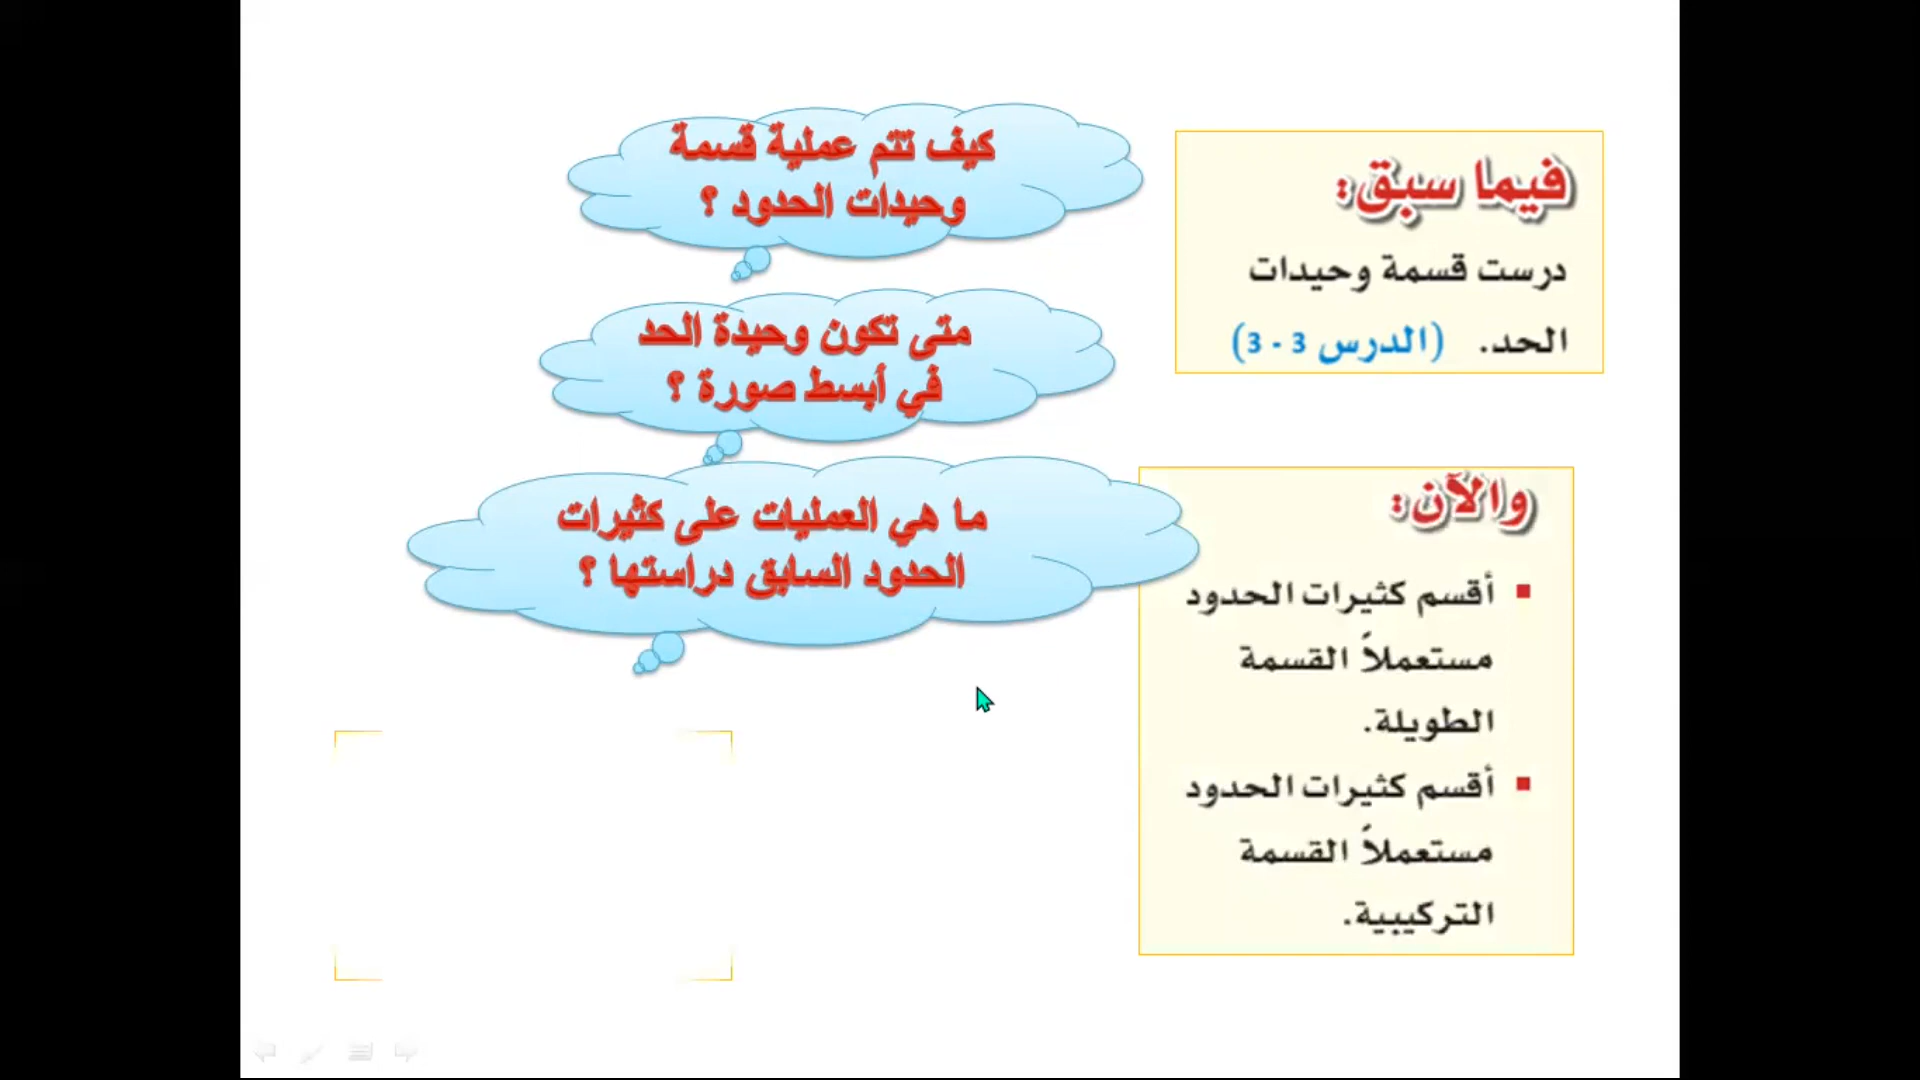 فيما سبق:
درست قسمة وحيدات
الحد. (الدرس 3 - 3)
كيف تتم عملية قسمة
وحيدات الحدود ؟
متى تكون وحيدة الحد
في أبسط صورة ؟
ما هي العمليات على كثيرات
الحدود السابق دراستها ؟
والآن:
أقسم كثيرات الحدود
مستعملاً القسمة
الطويلة.
أقسم كثيرات الحدود
مستعملاً القسمة
التركيبية.